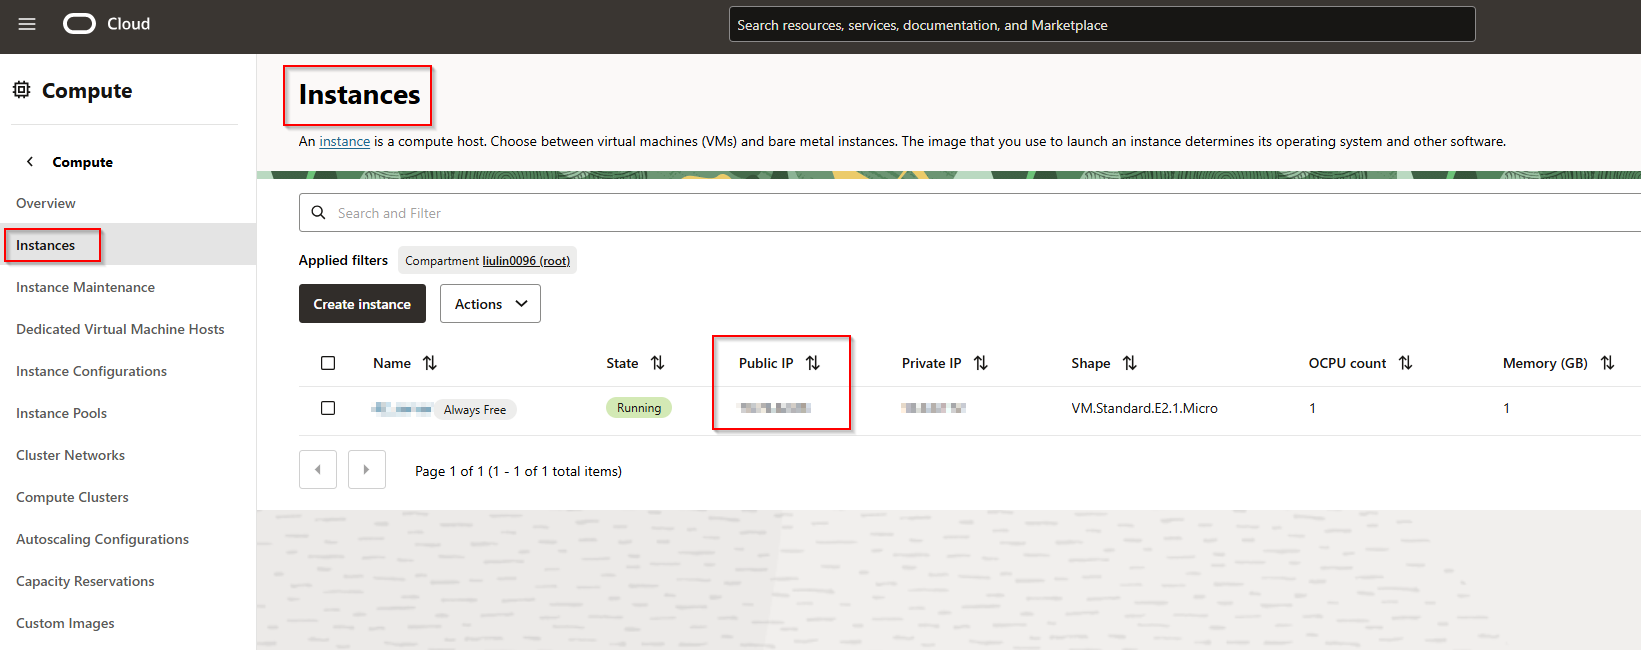 Cloud
Search resources, services, documentation, and Marketplace
Compute
Compute
Overview
Instances
Instance Maintenance
Dedicated Virtual Machine Hosts
Instance Configurations
Instance Pools
Cluster Networks
Compute Clusters
Autoscaling Configurations
Capacity Reservations
Custom Images
Instances
An instance is a compute host. Choose between virtual machines (VMs) and bare metal instances. The image that you use to launch an instance determines its operating system and other software.
Search and Filter
Applied filters Compartment liulin0096 (root)
Create instance Actions
Name State Public IP Private IP Shape OCPU count Memory (GB)
Always Free Running VM.Standard.E2.1.Micro 1 1
Page 1 of 1 (1 - 1 of 1 total items)